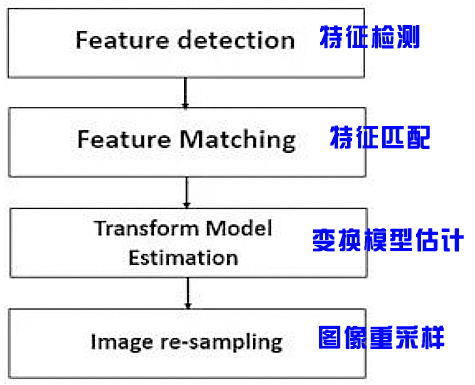 Feature detection 特征检测
Feature Matching 特征匹配
Transform Model
Estimation
变换模型估计
Image re-sampling 图像重采样